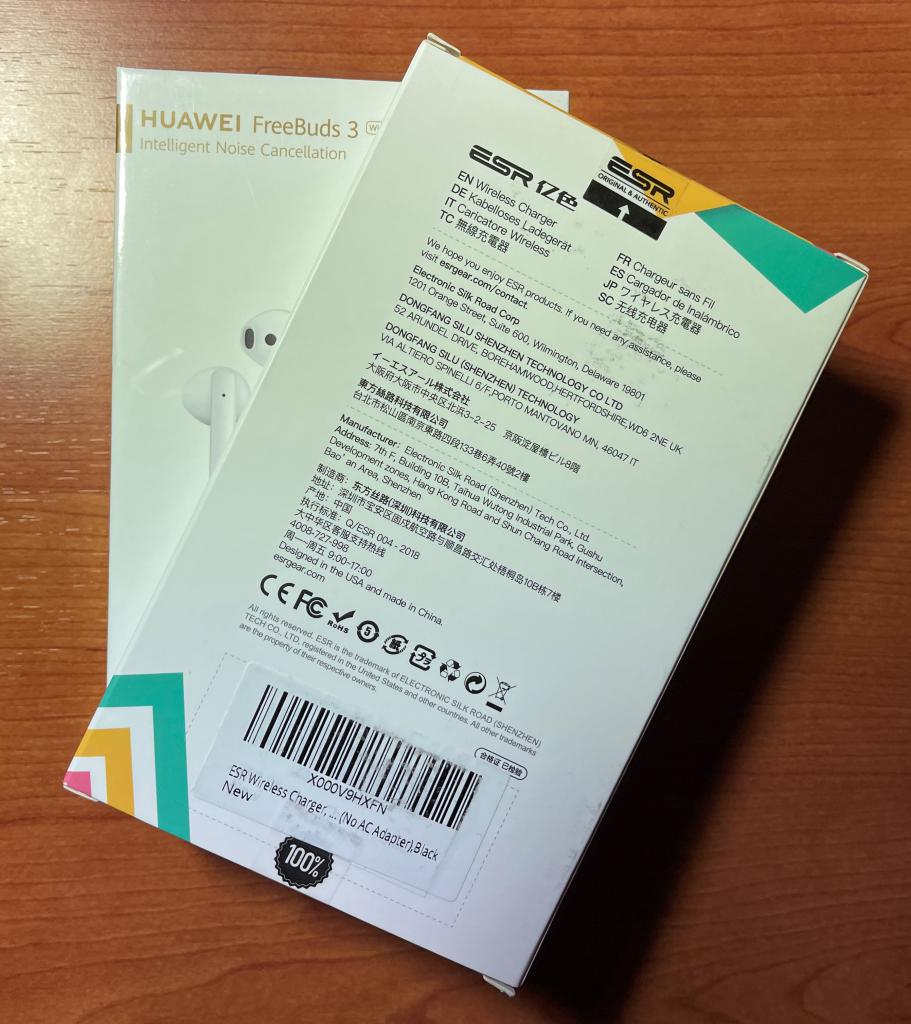 HUAWEI FreeBuds 3
Intelligent Noise Cancellation
ESR 亿色
ESR
ORIGINAL & AUTHENTIC
EN Wireless Charger
DE Kabelloses Ladegerät
IT Caricatore Wireless
TC 無線充電器
FR Chargeur sans Fil
ES Cargador de Inalámbrico
JP ワイヤレス充電器
SC 无线充电器
We hope you enjoy ESR products. If you need any assistance, please
visit esrgear.com/contact.
Electronic Silk Road Corp
1201 Orange Street, Suite 600, Wilmington, Delaware 19801
DONGFANG SILU SHENZHEN TECHNOLOGY CO LTD
52 ARUNDEL DRIVE, BOREHAMWOOD,HERTFORDSHIRE,WD6 2NE UK
DONGFANG SILU (SHENZHEN) TECHNOLOGY
VIA ALTIERO SPINELLI 6/F,PORTO MANTOVANO MN, 46047 IT
イーエスアール株式会社
大阪府大阪市中央区北浜3-2-25 京阪淀屋橋ビル8階
東方絲路科技有限公司
台北市松山區南京東路四段133巷6弄40號2樓
Manufacturer: Electronic Silk Road (Shenzhen) Tech Co., Ltd.
Address: 7th F, Building 10B, Taihua Wutong Industrial Park, Gushu
Development zones, Hang Kong Road and Shun Chang Road Intersection,
Bao'an Area, Shenzhen
制造商：东方丝路(深圳)科技有限公司
地址：深圳市宝安区固戍航空路与顺昌路交汇处梧桐岛10B栋7楼
产地：中国
执行标准：Q/ESR 004-2018
大中华区客服支持热线
4008-727-998
周一-周五 9:00-17:00
Designed in the USA and made in China.
esrgear.com
CE FC RoHS 5
All rights reserved. ESR is the trademark of ELECTRONIC SILK ROAD (SHENZHEN)
TECH CO., LTD, registered in the United States and other countries. All other trademarks
are the property of their respective owners.
合格证 已检验
X000V9HXFN
ESR Wireless Charger, ... (No AC Adapter),Black
New
100%